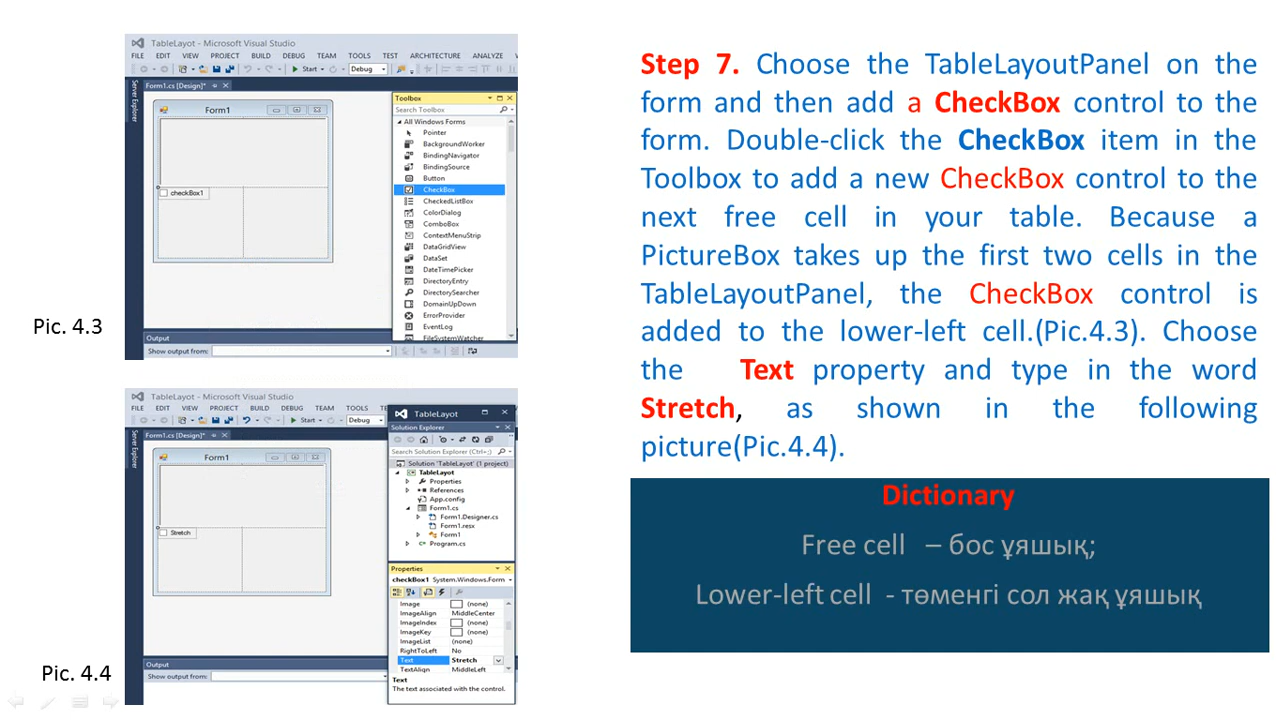 TableLayot - Microsoft Visual Studio
FILE EDIT VIEW PROJECT BUILD DEBUG TEAM TOOLS TEST ARCHITECTURE ANALYZE
Start Debug
Server Explorer
Form1.cs [Design]*
Form1
checkBox1
Toolbox
Search Toolbox
All Windows Forms
Pointer
BackgroundWorker
BindingNavigator
BindingSource
Button
CheckBox
CheckedListBox
ColorDialog
ComboBox
ContextMenuStrip
DataGridView
DataSet
DateTimePicker
DirectoryEntry
DirectorySearcher
DomainUpDown
ErrorProvider
EventLog
FileSystemWatcher
Output
Show output from:
Pic. 4.3
TableLayot - Microsoft Visual Studio
FILE EDIT VIEW PROJECT BUILD DEBUG TEAM TOOLS
Start Debug
Server Explorer
Form1.cs [Design]*
Form1
Stretch
Output
Show output from:
TableLayot
Solution Explorer
Search Solution Explorer (Ctrl+;)
Solution 'TableLayot' (1 project)
TableLayot
Properties
References
App.config
Form1.cs
Form1.Designer.cs
Form1.resx
Form1
Program.cs
Properties
checkBox1 System.Windows.Form
Image (none)
ImageAlign MiddleCenter
ImageIndex (none)
ImageKey (none)
ImageList (none)
RightToLeft No
Text Stretch
TextAlign MiddleLeft
Text
The text associated with the control.
Pic. 4.4
Step 7. Choose the TableLayoutPanel on the
form and then add a CheckBox control to the
form. Double-click the CheckBox item in the
Toolbox to add a new CheckBox control to the
next free cell in your table. Because a
PictureBox takes up the first two cells in the
TableLayoutPanel, the CheckBox control is
added to the lower-left cell.(Pic.4.3). Choose
the Text property and type in the word
Stretch, as shown in the following
picture(Pic.4.4).
Dictionary
Free cell – бос ұяшық;
Lower-left cell - төменгі сол жақ ұяшық